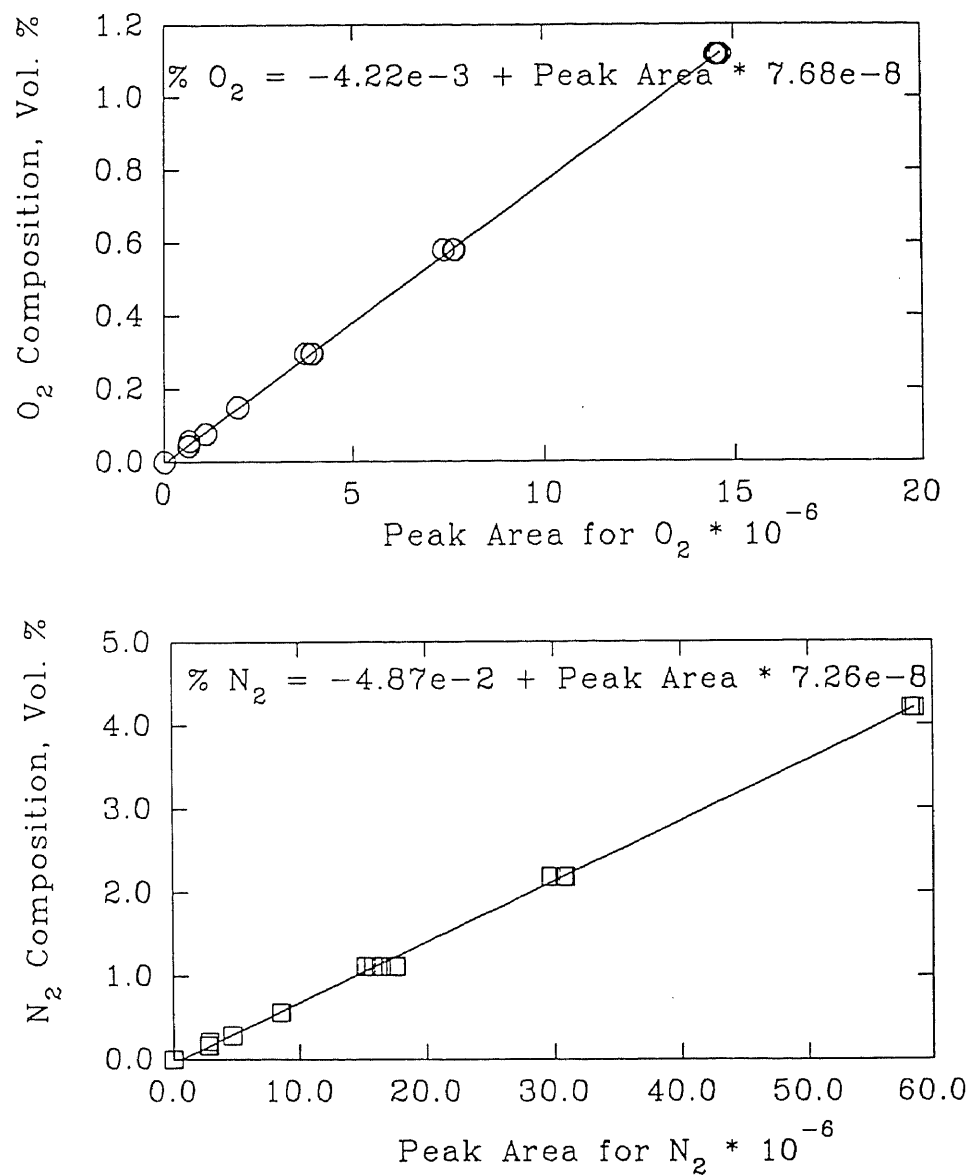 O₂ Composition, Vol. %
1.2
1.0
0.8
0.6
0.4
0.2
0.0
% O₂ = -4.22e-3 + Peak Area * 7.68e-8
0 5 10 15 20
Peak Area for O₂ * 10⁻⁶
N₂ Composition, Vol. %
5.0
4.0
3.0
2.0
1.0
0.0
% N₂ = -4.87e-2 + Peak Area * 7.26e-8
0.0 10.0 20.0 30.0 40.0 50.0 60.0
Peak Area for N₂ * 10⁻⁶